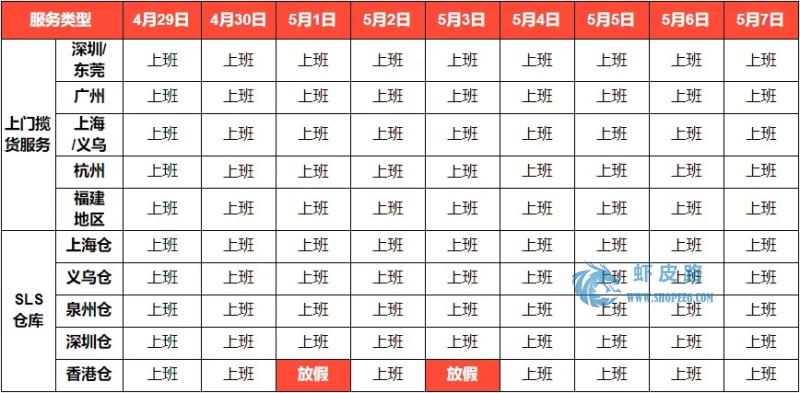 服务类型 4月29日 4月30日 5月1日 5月2日 5月3日 5月4日 5月5日 5月6日 5月7日
上门揽
货服务
深圳/
东莞 上班 上班 上班 上班 上班 上班 上班 上班 上班
广州 上班 上班 上班 上班 上班 上班 上班 上班 上班
上海
/义乌 上班 上班 上班 上班 上班 上班 上班 上班 上班
杭州 上班 上班 上班 上班 上班 上班 上班 上班 上班
福建
地区 上班 上班 上班 上班 上班 上班 上班 上班 上班
SLS
仓库
上海仓 上班 上班 上班 上班 上班 上班 上班 上班 上班
义乌仓 上班 上班 上班 上班 上班 上班 上班 上班 上班
泉州仓 上班 上班 上班 上班 上班 上班 上班 上班 上班
深圳仓 上班 上班 上班 上班 上班 上班 上班 上班 上班
香港仓 上班 上班 放假 上班 放假 上班 上班 上班 上班
虾皮路
WWW.SHOPEE6.COM